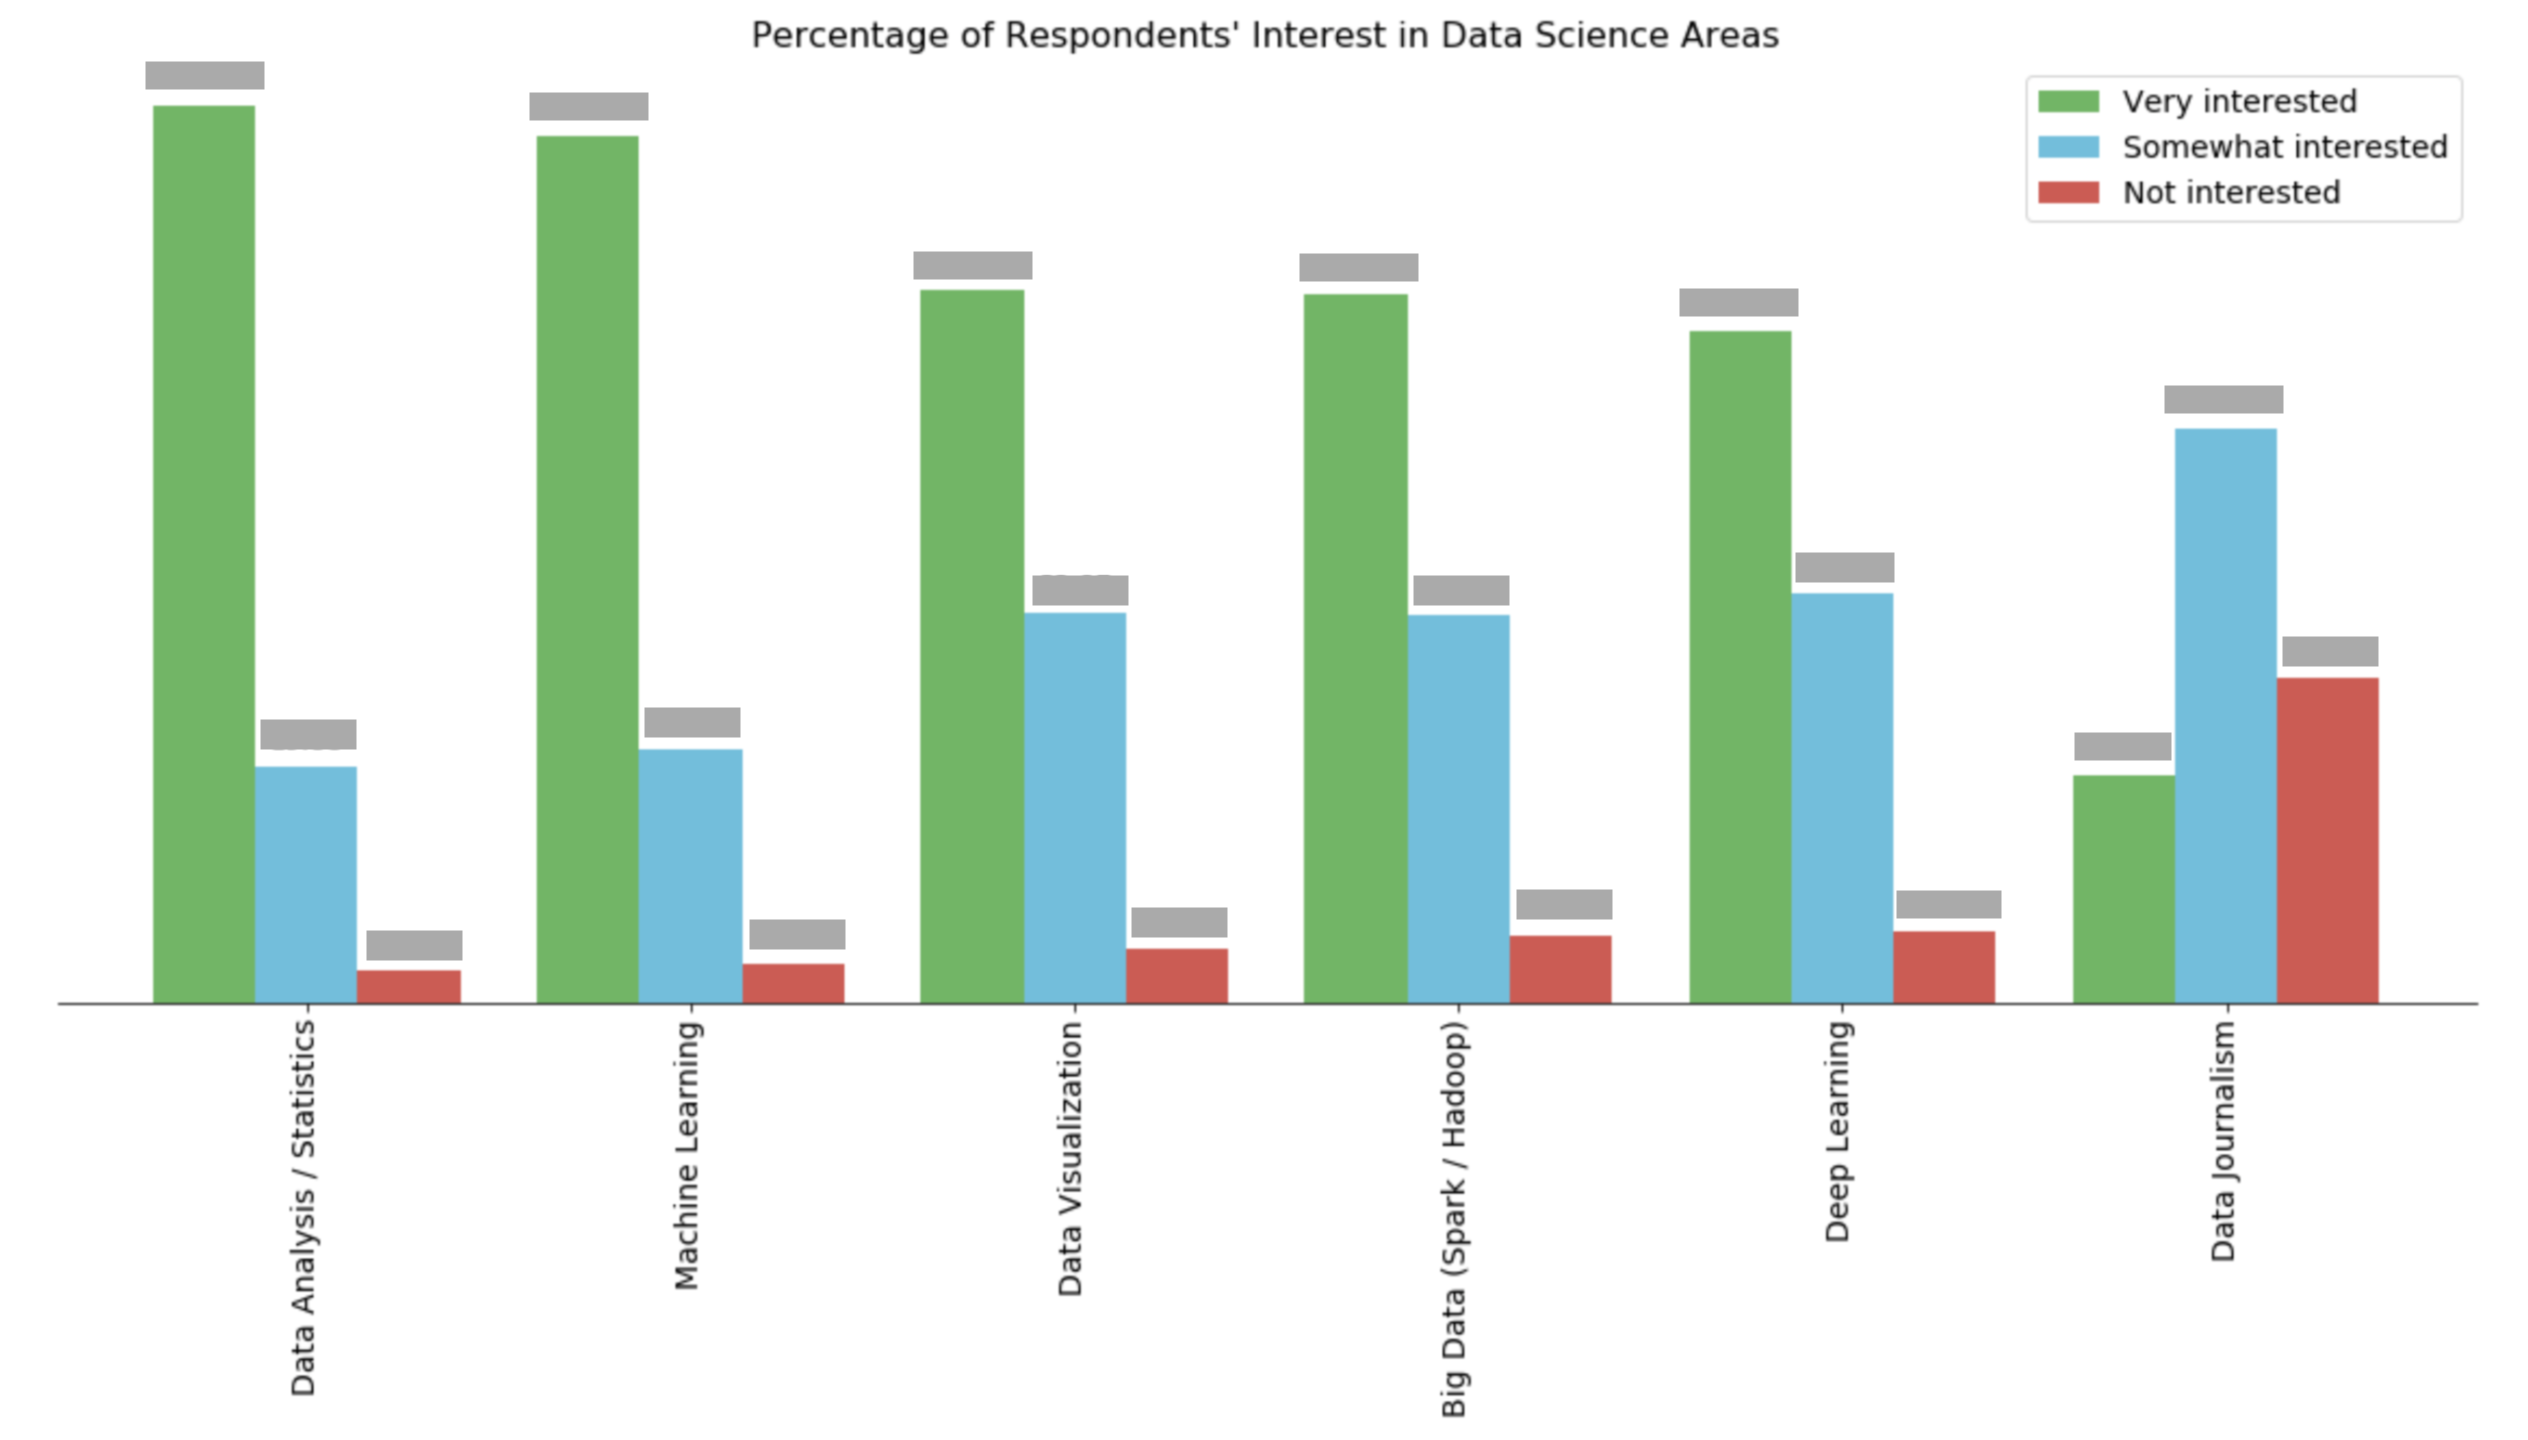 Percentage of Respondents' Interest in Data Science Areas
Very interested
Somewhat interested
Not interested
Data Analysis / Statistics
Machine Learning
Data Visualization
Big Data (Spark / Hadoop)
Deep Learning
Data Journalism